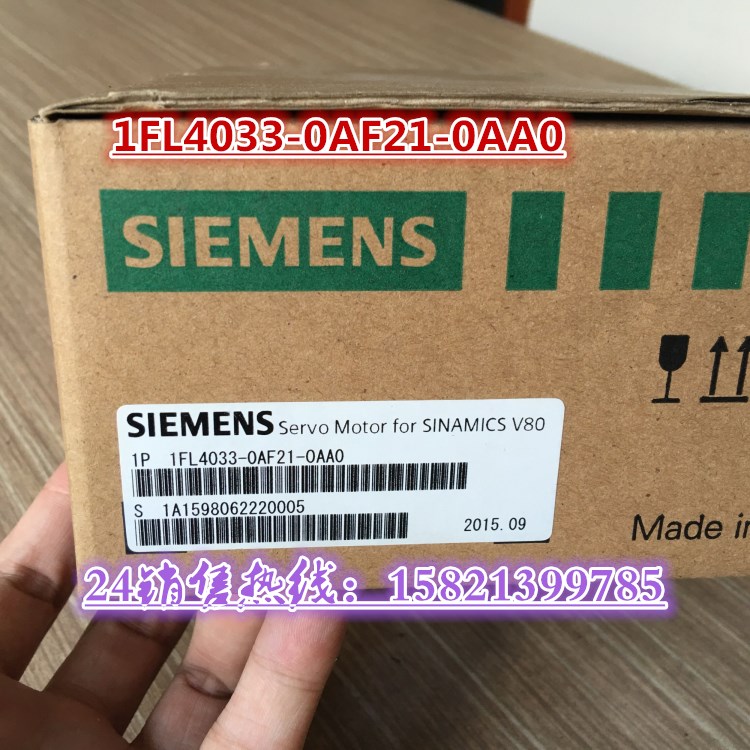 1FL4033-0AF21-0AA0
SIEMENS
SIEMENS Servo Motor for SINAMICS V80
1P 1FL4033-0AF21-0AA0
S 1A1598062220005
2015.09
Made in
24销售热线：15821399785